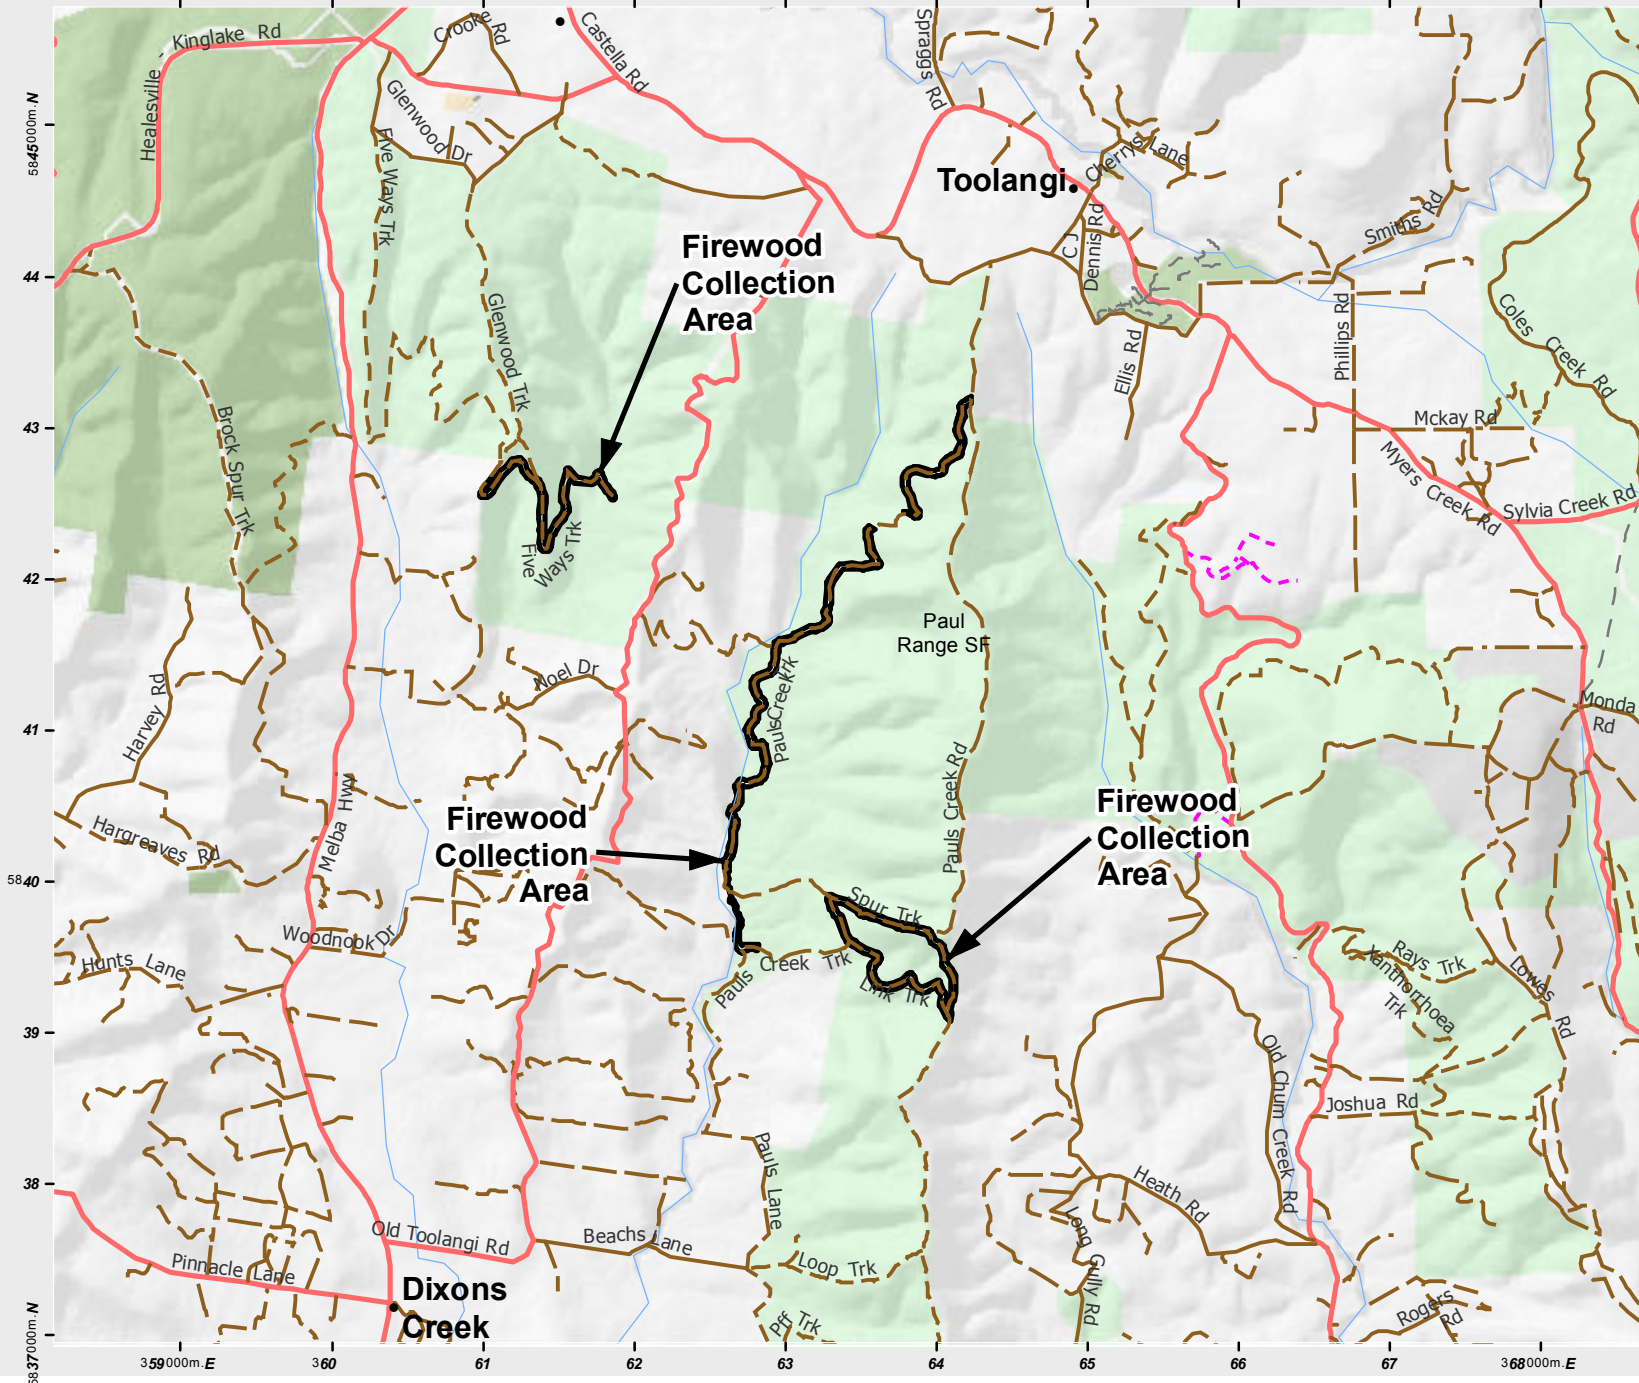 Kinglake Rd
Healesville
Crooke Rd
Castella Rd
Spraggs Rd
Glenwood Dr
Five Ways Trk
Cherrys Lane
Toolangi
C J
Dennis Rd
Smiths Rd
5845000m.N
44
43
42
41
5840
39
38
5837000m.N
Firewood
Collection
Area
Glenwood Trk
Ellis Rd
Phillips Rd
Coles Creek Rd
Mckay Rd
Myers Creek Rd
Sylvia Creek Rd
Brock Spur Trk
Five
Ways Trk
Paul
Range SF
Noel Dr
Harvey Rd
Pauls Creek Trk
Monda
Rd
Pauls Creek Rd
Melba Hwy
Hargreaves Rd
Firewood
Collection
Area
Firewood
Collection
Area
Spur Trk
Woodnook Dr
Hunts Lane
Pauls Creek Trk
Link Trk
Rays Trk
Xanthorrhoea
Trk
Lowes Rd
Old Chum Creek Rd
Joshua Rd
Pauls Lane
Heath Rd
Long Gully Rd
Old Toolangi Rd
Beachs Lane
Loop Trk
Pinnacle Lane
Dixons
Creek
Pff Trk
Rogers
Rd
359000m.E
360
61
62
63
64
65
66
67
368000m.E